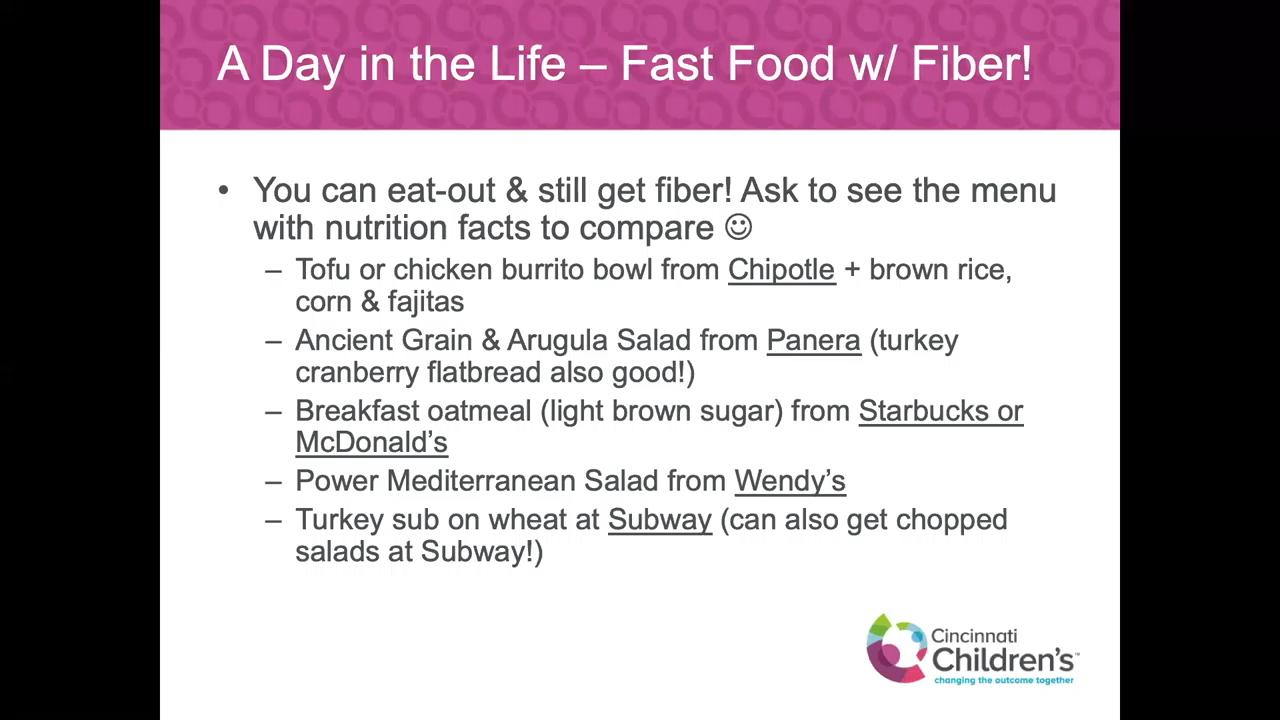 A Day in the Life – Fast Food w/ Fiber!
• You can eat-out & still get fiber! Ask to see the menu
with nutrition facts to compare ☺
– Tofu or chicken burrito bowl from Chipotle + brown rice,
corn & fajitas
– Ancient Grain & Arugula Salad from Panera (turkey
cranberry flatbread also good!)
– Breakfast oatmeal (light brown sugar) from Starbucks or
McDonald’s
– Power Mediterranean Salad from Wendy’s
– Turkey sub on wheat at Subway (can also get chopped
salads at Subway!)
Cincinnati
Children’s™
changing the outcome together